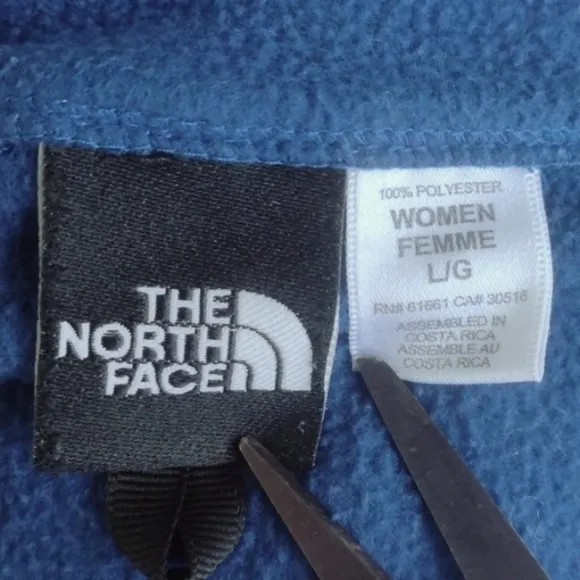 THE
NORTH
FACE
100% POLYESTER
WOMEN
FEMME
L/G
RN# 61661 CA# 30516
ASSEMBLED IN
COSTA RICA
ASSEMBLE AU
COSTA RICA